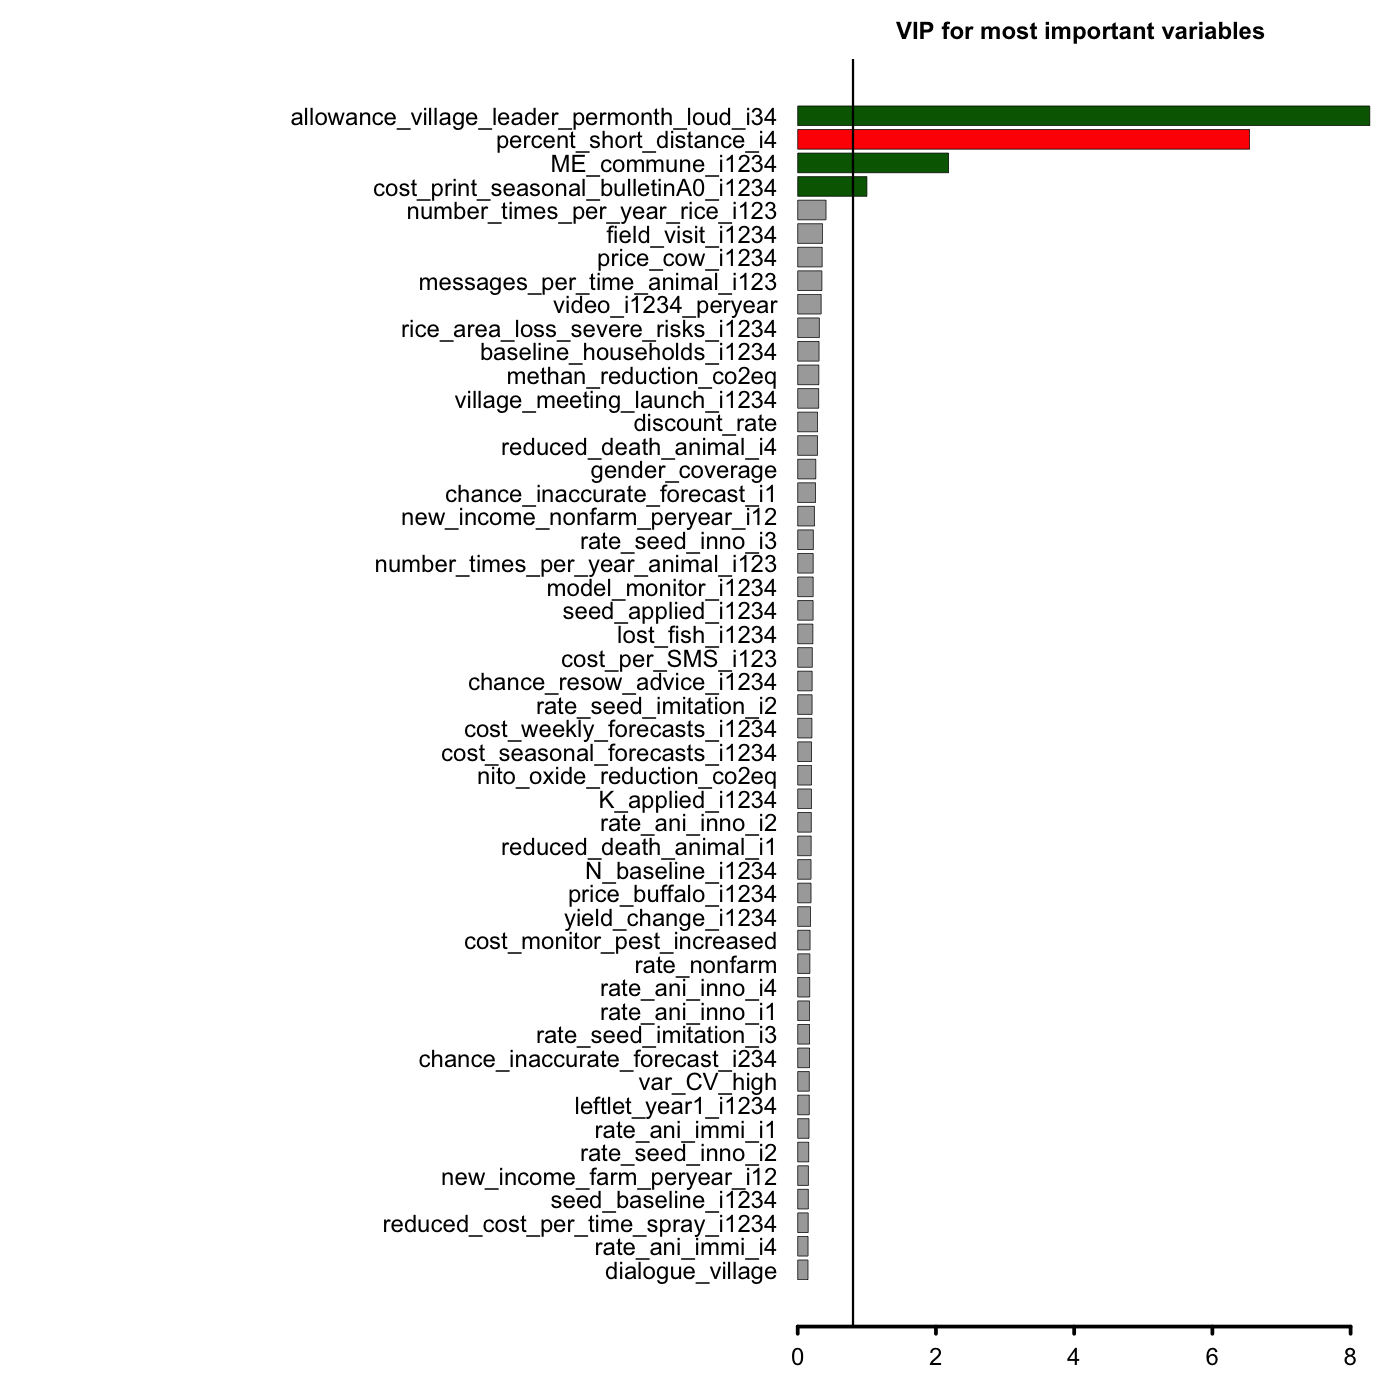 VIP for most important variables
allowance_village_leader_permonth_loud_i34
percent_short_distance_i4
ME_commune_i1234
cost_print_seasonal_bulletinA0_i1234
number_times_per_year_rice_i123
field_visit_i1234
price_cow_i1234
messages_per_time_animal_i123
video_i1234_peryear
rice_area_loss_severe_risks_i1234
baseline_households_i1234
methan_reduction_co2eq
village_meeting_launch_i1234
discount_rate
reduced_death_animal_i4
gender_coverage
chance_inaccurate_forecast_i1
new_income_nonfarm_peryear_i12
rate_seed_inno_i3
number_times_per_year_animal_i123
model_monitor_i1234
seed_applied_i1234
lost_fish_i1234
cost_per_SMS_i123
chance_resow_advice_i1234
rate_seed_imitation_i2
cost_weekly_forecasts_i1234
cost_seasonal_forecasts_i1234
nito_oxide_reduction_co2eq
K_applied_i1234
rate_ani_inno_i2
reduced_death_animal_i1
N_baseline_i1234
price_buffalo_i1234
yield_change_i1234
cost_monitor_pest_increased
rate_nonfarm
rate_ani_inno_i4
rate_ani_inno_i1
rate_seed_imitation_i3
chance_inaccurate_forecast_i234
var_CV_high
leftlet_year1_i1234
rate_ani_immi_i1
rate_seed_inno_i2
new_income_farm_peryear_i12
seed_baseline_i1234
reduced_cost_per_time_spray_i1234
rate_ani_immi_i4
dialogue_village
0 2 4 6 8